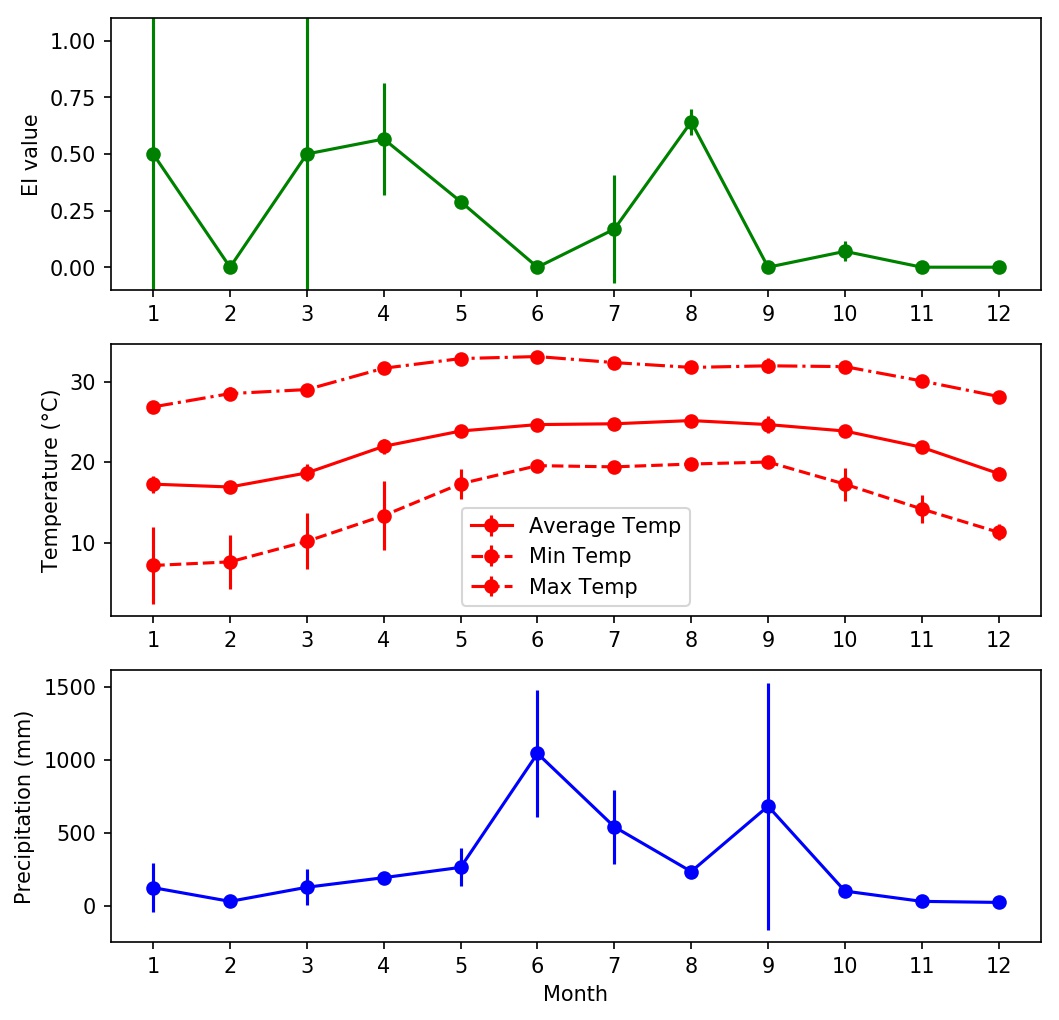 EI value
1.00
0.75
0.50
0.25
0.00
1 2 3 4 5 6 7 8 9 10 11 12
Temperature (°C)
30
20
10
Average Temp
Min Temp
Max Temp
1 2 3 4 5 6 7 8 9 10 11 12
Precipitation (mm)
1500
1000
500
0
1 2 3 4 5 6 7 8 9 10 11 12
Month